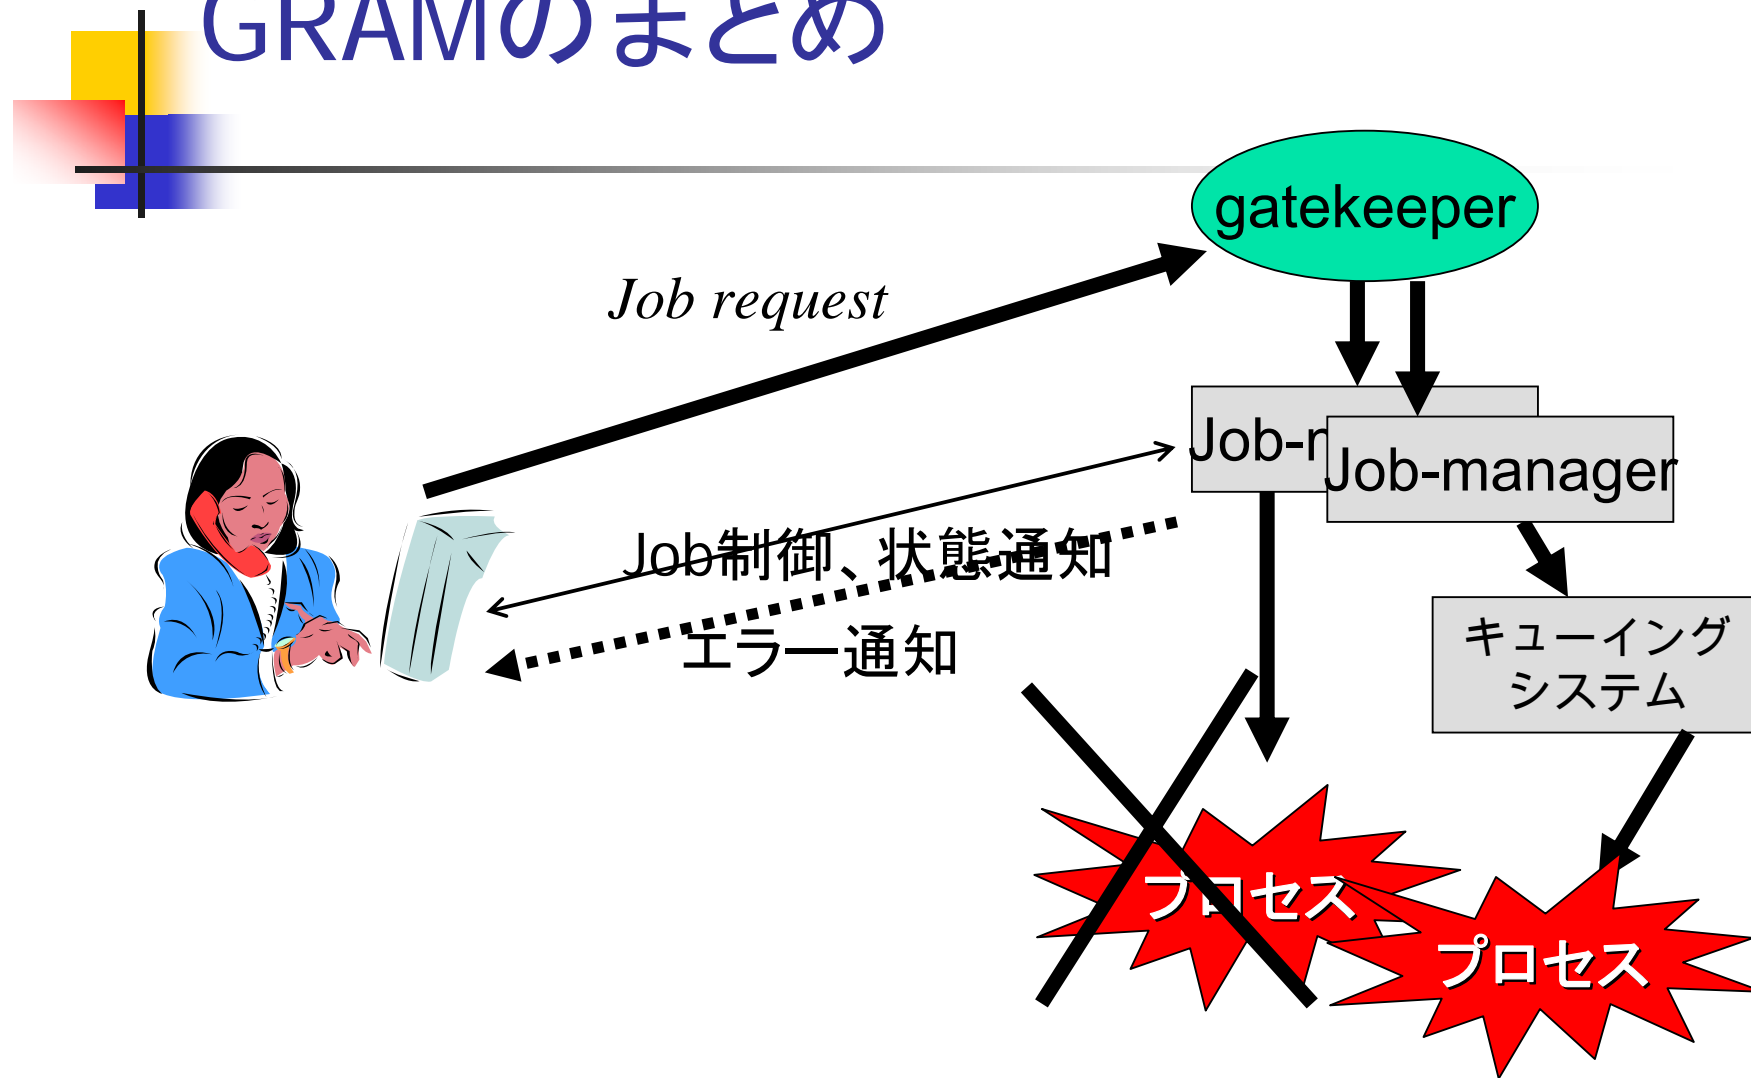 GRAMのまとめ
gatekeeper
Job request
Job-
Job-manager
Job制御、状態通知
エラー通知
キューイング
システム
プロセス
プロセス